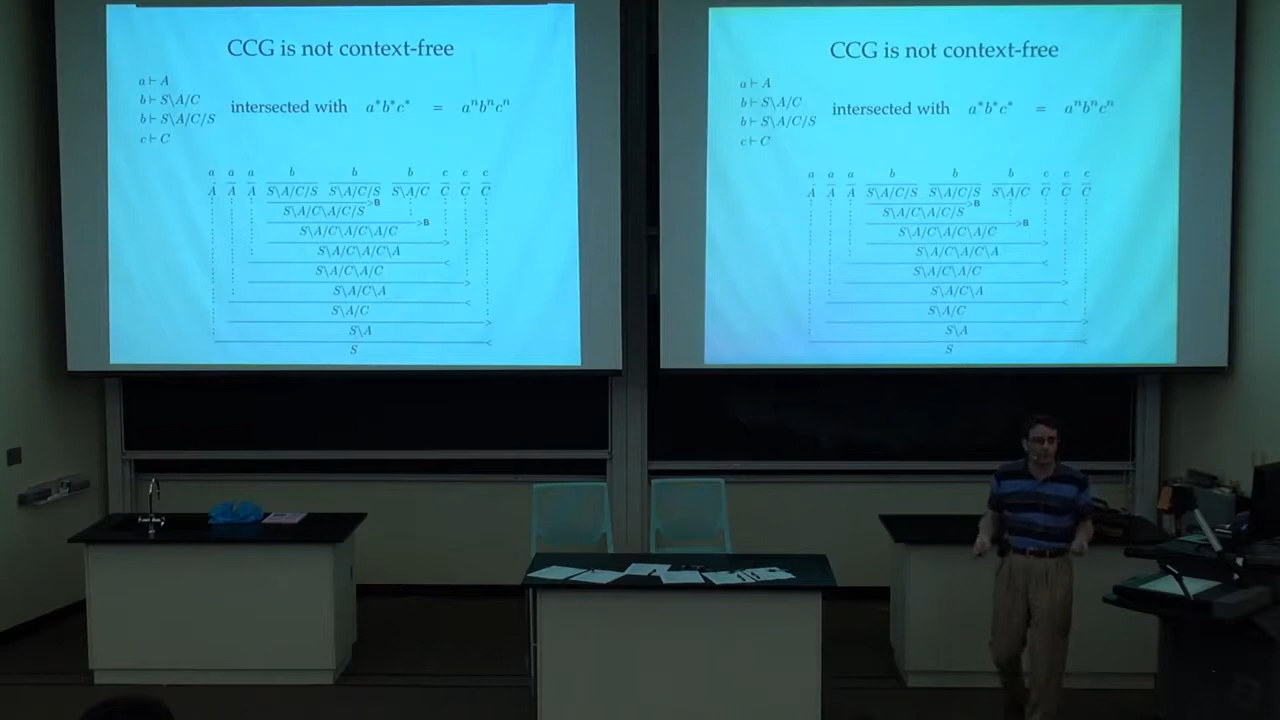 CCG is not context-free
a ⊢ A
b ⊢ S\A/C
b ⊢ S\A/C/S
c ⊢ C
intersected with a*b*c* = aⁿbⁿcⁿ
a a a b b b c c c
A A A S\A/C/S S\A/C/S S\A/C C C C
>B
S\A/C\A/C/S
>B
S\A/C\A/C\A/C
>
S\A/C\A/C\A
<
S\A/C\A/C
>
S\A/C\A
<
S\A/C
>
S\A
<
S
CCG is not context-free
a ⊢ A
b ⊢ S\A/C
b ⊢ S\A/C/S
c ⊢ C
intersected with a*b*c* = aⁿbⁿcⁿ
a a a b b b c c c
A A A S\A/C/S S\A/C/S S\A/C C C C
>B
S\A/C\A/C/S
>B
S\A/C\A/C\A/C
>
S\A/C\A/C\A
<
S\A/C\A/C
>
S\A/C\A
<
S\A/C
>
S\A
<
S